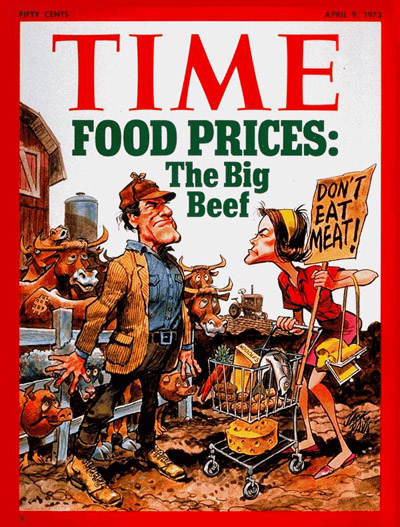 FIFTY CENTS
APRIL 9, 1973
TIME
FOOD PRICES:
The Big
Beef
DON'T
EAT
MEAT!